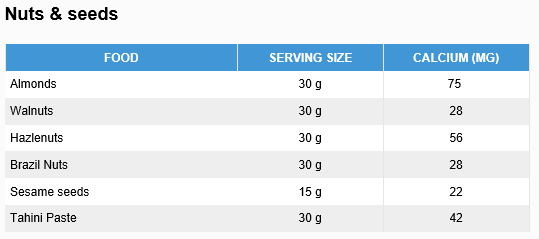 Nuts & seeds
FOOD SERVING SIZE CALCIUM (MG)
Almonds 30 g 75
Walnuts 30 g 28
Hazlenuts 30 g 56
Brazil Nuts 30 g 28
Sesame seeds 15 g 22
Tahini Paste 30 g 42